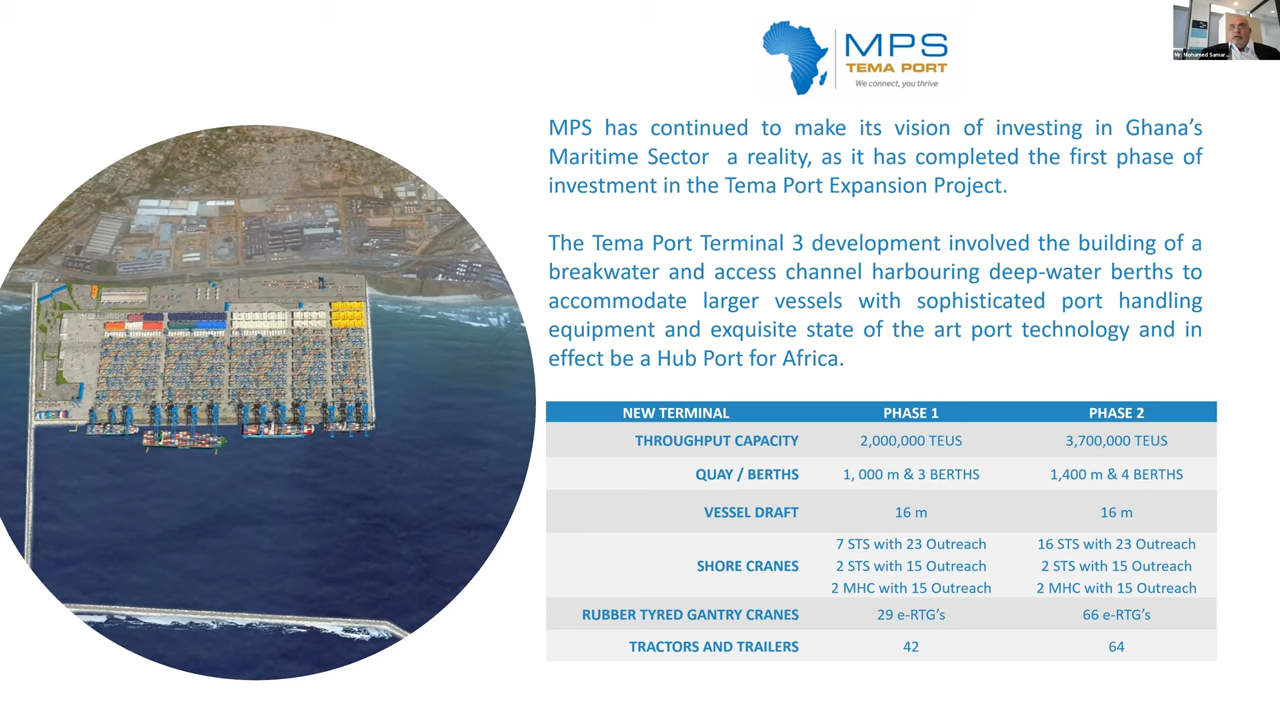 MPS
TEMA PORT
We connect, you thrive
Mr. Mohamed Samar...
MPS has continued to make its vision of investing in Ghana's
Maritime Sector a reality, as it has completed the first phase of
investment in the Tema Port Expansion Project.
The Tema Port Terminal 3 development involved the building of a
breakwater and access channel harbouring deep-water berths to
accommodate larger vessels with sophisticated port handling
equipment and exquisite state of the art port technology and in
effect be a Hub Port for Africa.
NEW TERMINAL PHASE 1 PHASE 2
THROUGHPUT CAPACITY 2,000,000 TEUS 3,700,000 TEUS
QUAY / BERTHS 1, 000 m & 3 BERTHS 1,400 m & 4 BERTHS
VESSEL DRAFT 16 m 16 m
7 STS with 23 Outreach 16 STS with 23 Outreach
SHORE CRANES 2 STS with 15 Outreach 2 STS with 15 Outreach
2 MHC with 15 Outreach 2 MHC with 15 Outreach
RUBBER TYRED GANTRY CRANES 29 e-RTG's 66 e-RTG's
TRACTORS AND TRAILERS 42 64